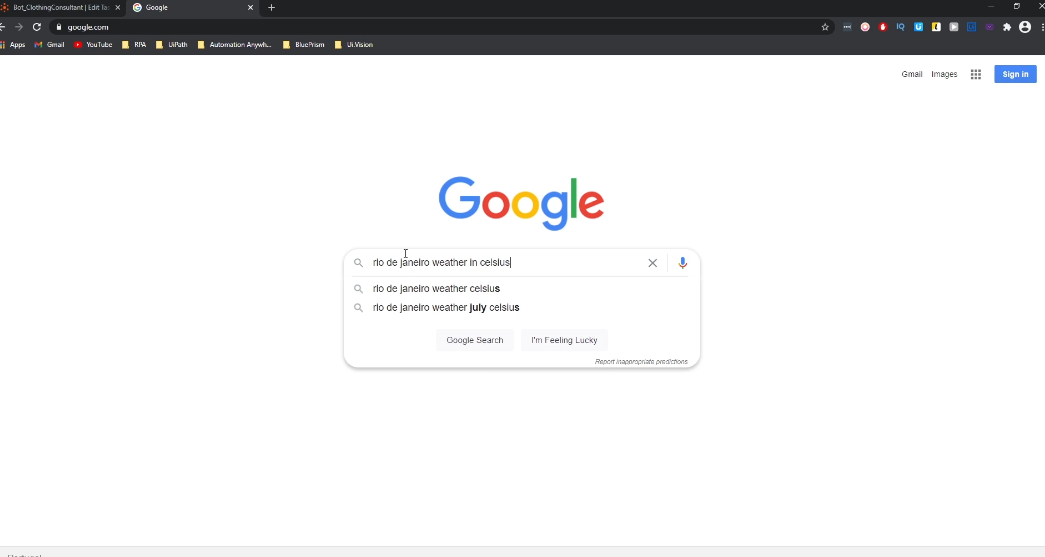 Bot_ClothingConsultant | Edit Tas
Google
google.com
Apps
Gmail
YouTube
RPA
UiPath
Automation Anywh...
BluePrism
Ui.Vision
Gmail
Images
Sign in
Google
rio de janeiro weather in celsius
rio de janeiro weather celsius
rio de janeiro weather july celsius
Google Search
I'm Feeling Lucky
Report inappropriate predictions